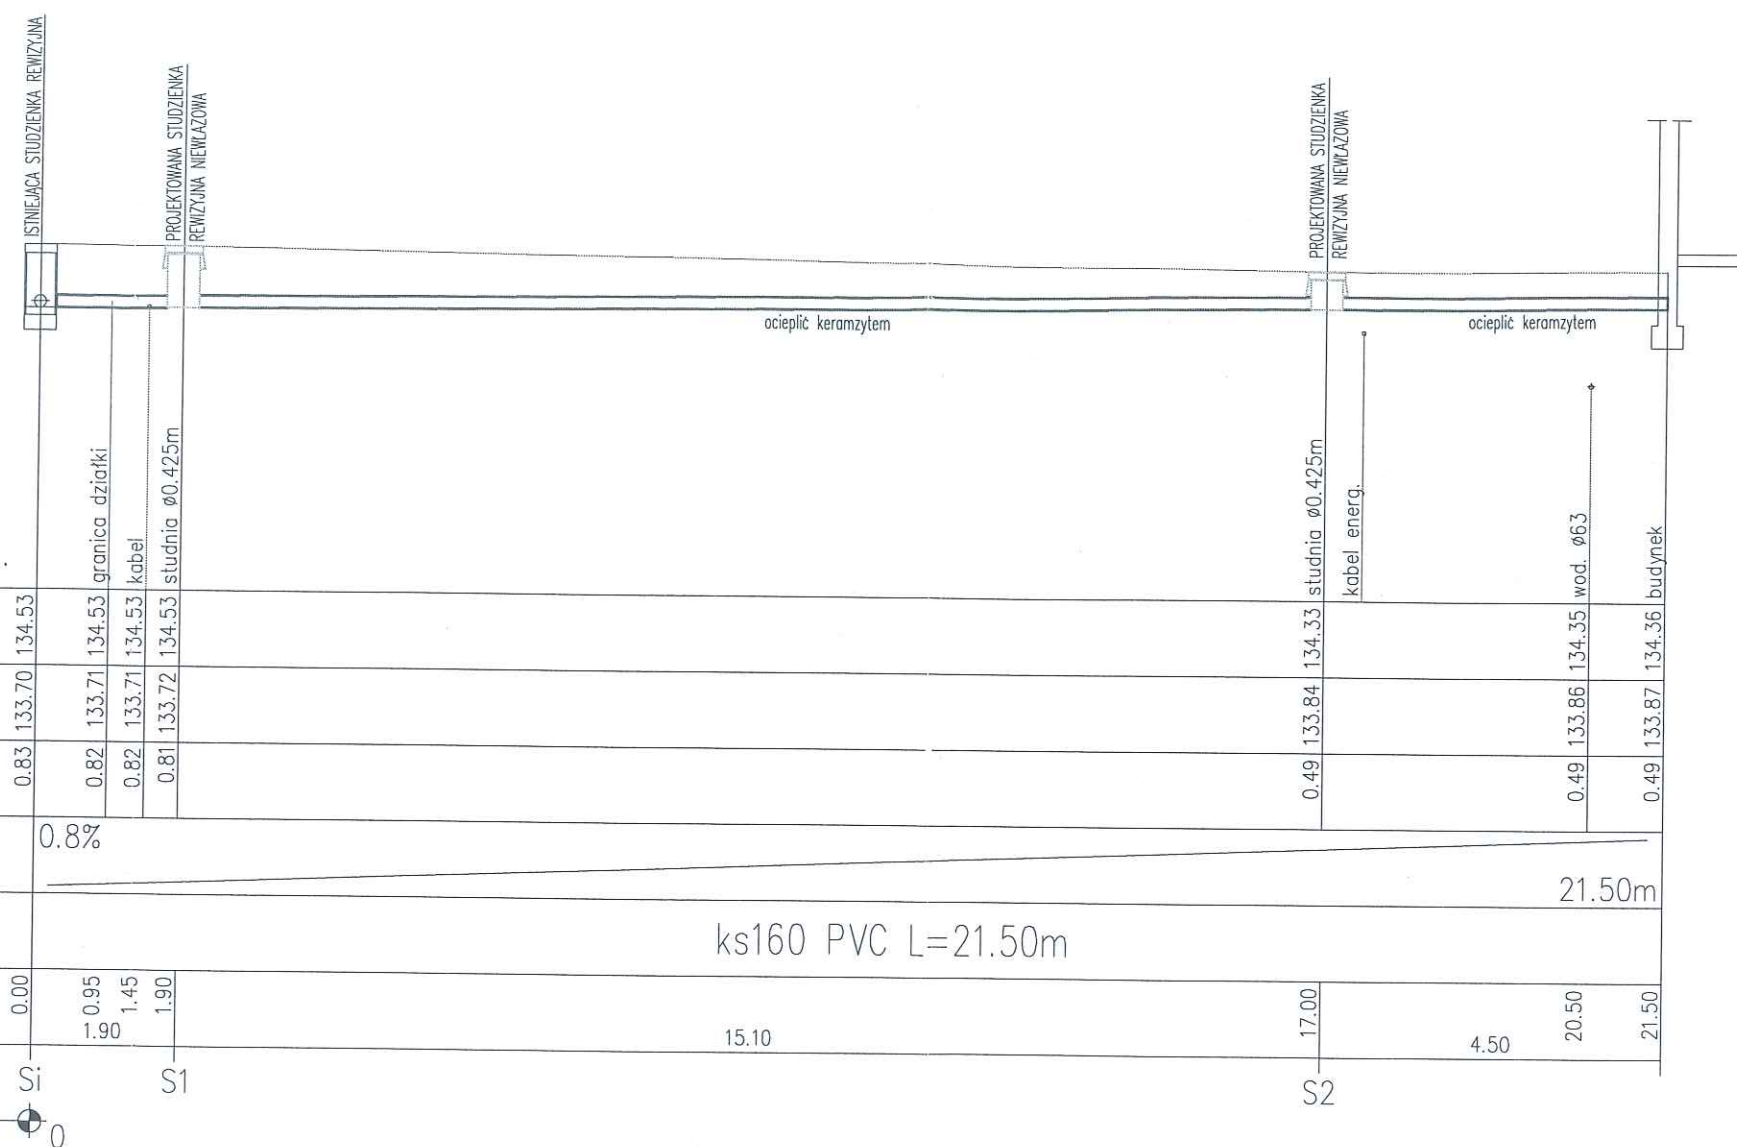 ISTNIEJĄCA STUDZIENKA REWIZYJNA
PROJEKTOWANA STUDZIENKA
REWIZYJNA NIEWŁAZOWA
PROJEKTOWANA STUDZIENKA
REWIZYJNA NIEWŁAZOWA
ocieplić keramzytem
ocieplić keramzytem
granica działki
kabel
studnia ø0.425m
studnia ø0.425m
kabel energ.
wod. ø63
budynek
134.53
134.53
134.53
134.53
134.33
134.35
134.36
133.70
133.71
133.71
133.72
133.84
133.86
133.87
0.83
0.82
0.82
0.81
0.49
0.49
0.49
0.8%
21.50m
ks160 PVC L=21.50m
0.00
0.95
1.45
1.90
17.00
20.50
21.50
1.90
15.10
4.50
Si
S1
S2
0